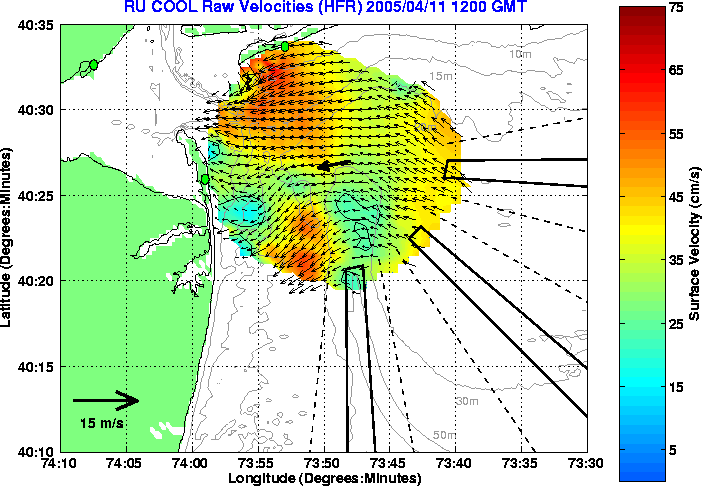 RU COOL Raw Velocities (HFR) 2005/04/11 1200 GMT
40:35
40:30
40:25
40:20
40:15
40:10
Latitude (Degrees:Minutes)
10m
15m
30m
50m
15 m/s
74:10 74:05 74:00 73:55 73:50 73:45 73:40 73:35 73:30
Longitude (Degrees:Minutes)
75
65
55
45
35
25
15
5
Surface Velocity (cm/s)